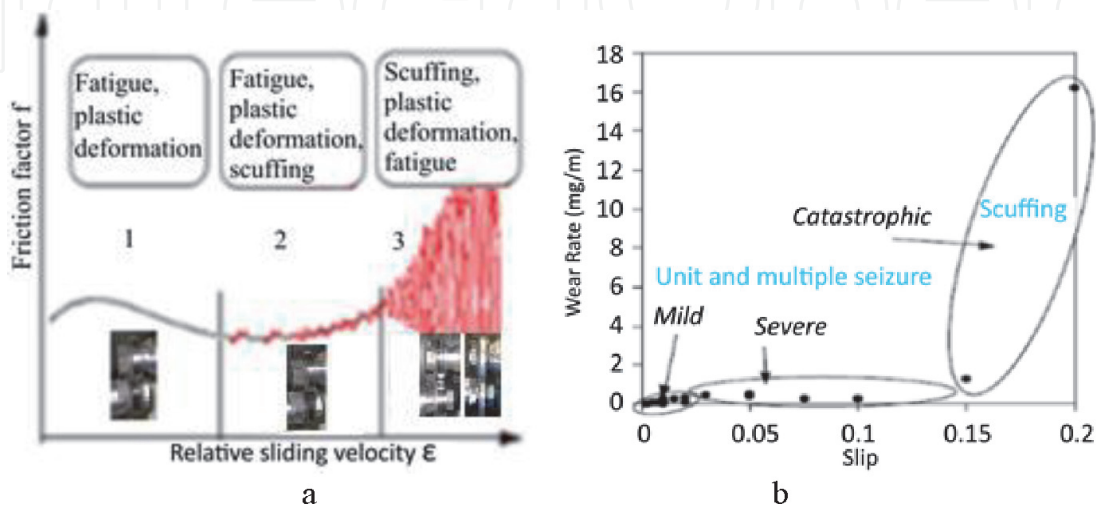 Friction factor f
Fatigue,
plastic
deformation
Fatigue,
plastic
deformation,
scuffing
Scuffing,
plastic
deformation,
fatigue
1
2
3
Relative sliding velocity ε
a
Wear Rate (mg/m)
18
16
14
12
10
8
6
4
2
0
Catastrophic
Scuffing
Unit and multiple seizure
Mild
Severe
0
0.05
0.1
0.15
0.2
Slip
b